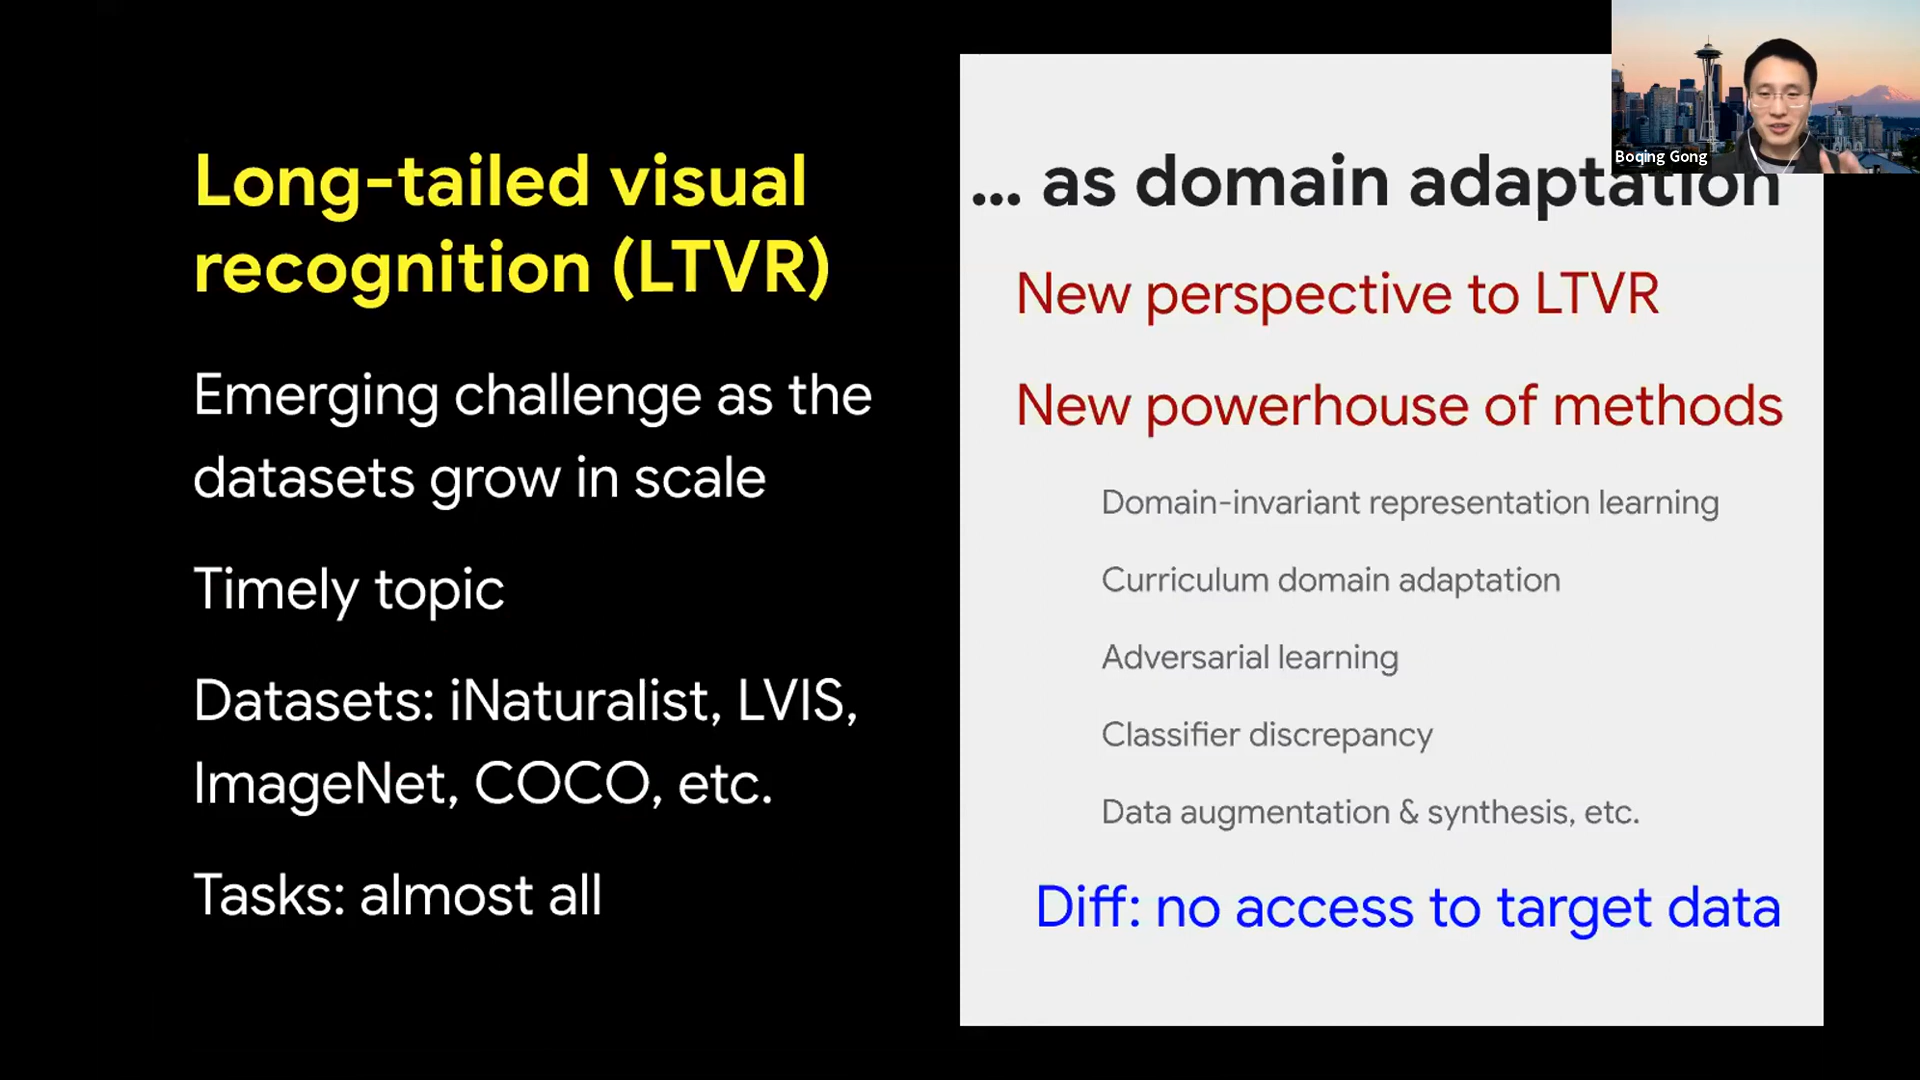 Long-tailed visual
recognition (LTVR)
Emerging challenge as the
datasets grow in scale
Timely topic
Datasets: iNaturalist, LVIS,
ImageNet, COCO, etc.
Tasks: almost all
... as domain adaptation
New perspective to LTVR
New powerhouse of methods
Domain-invariant representation learning
Curriculum domain adaptation
Adversarial learning
Classifier discrepancy
Data augmentation & synthesis, etc.
Diff: no access to target data
Boqing Gong